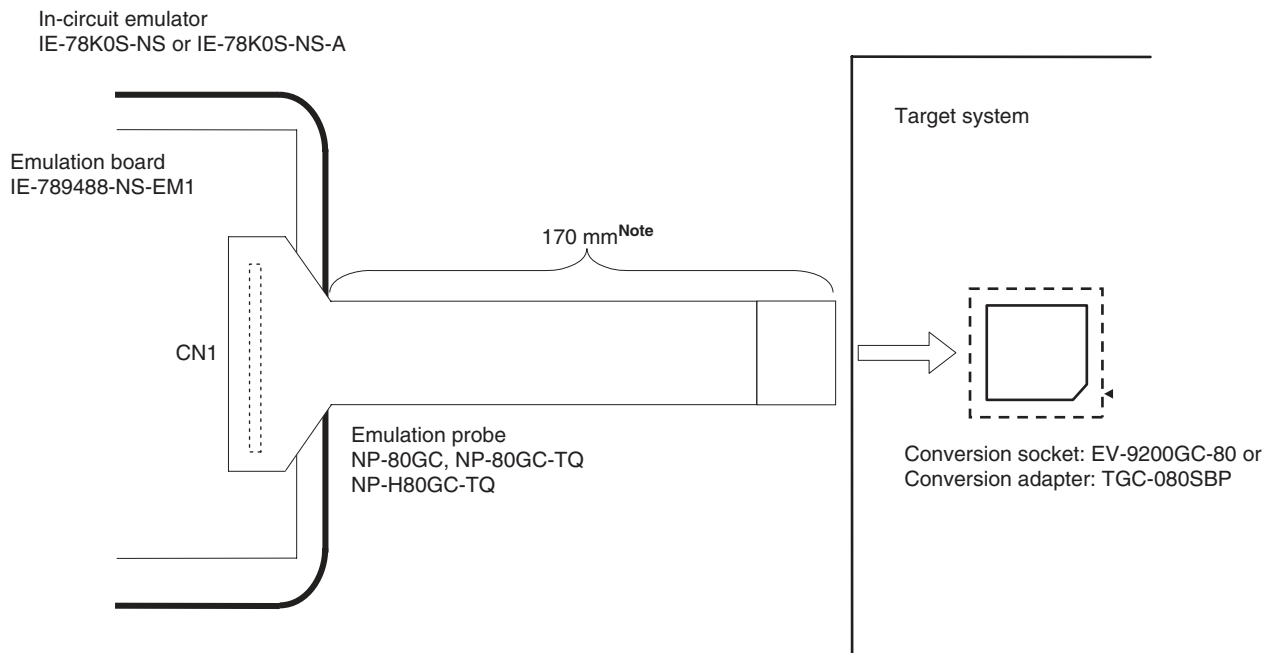 In-circuit emulator
IE-78K0S-NS or IE-78K0S-NS-A
Target system
Emulation board
IE-789488-NS-EM1
170 mmNote
CN1
Emulation probe
NP-80GC, NP-80GC-TQ
NP-H80GC-TQ
Conversion socket: EV-9200GC-80 or
Conversion adapter: TGC-080SBP